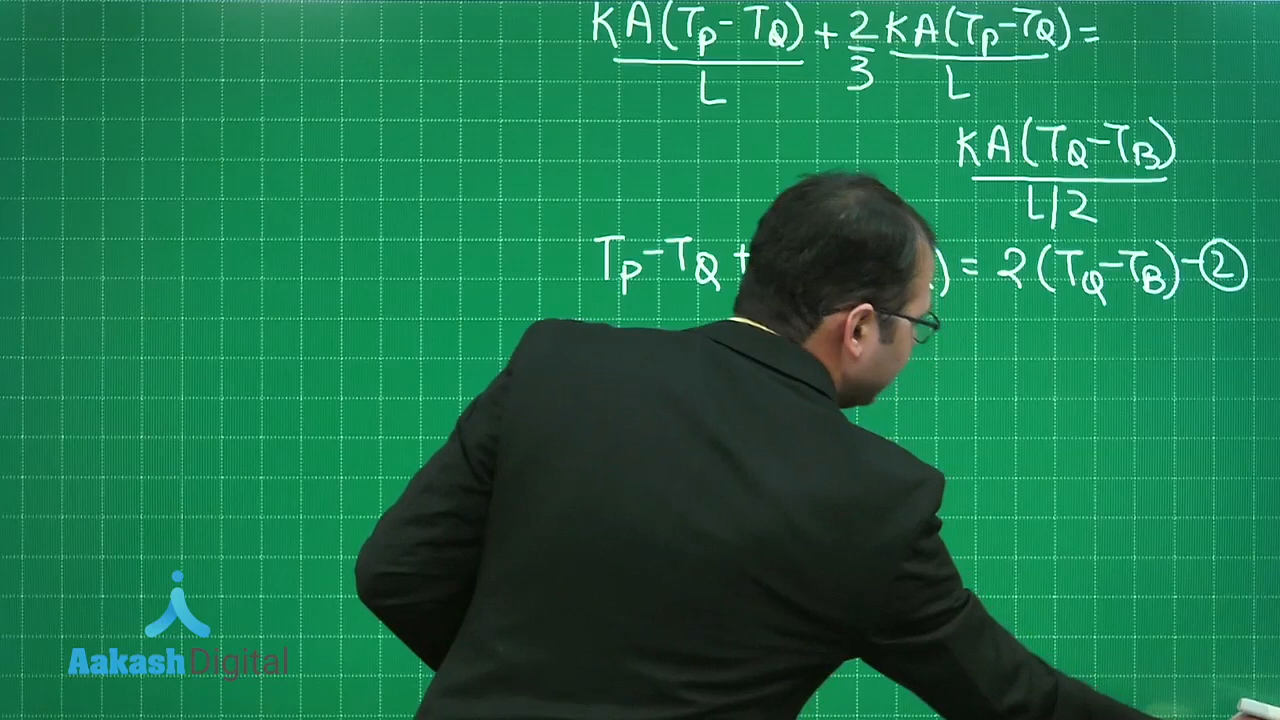 KA(TP-TQ)/L + 2/3 KA(TP-TQ)/L =
KA(TQ-TB)/L/2
TP-TQ + ) = 2(TQ-TB) - 2
Aakash Digital